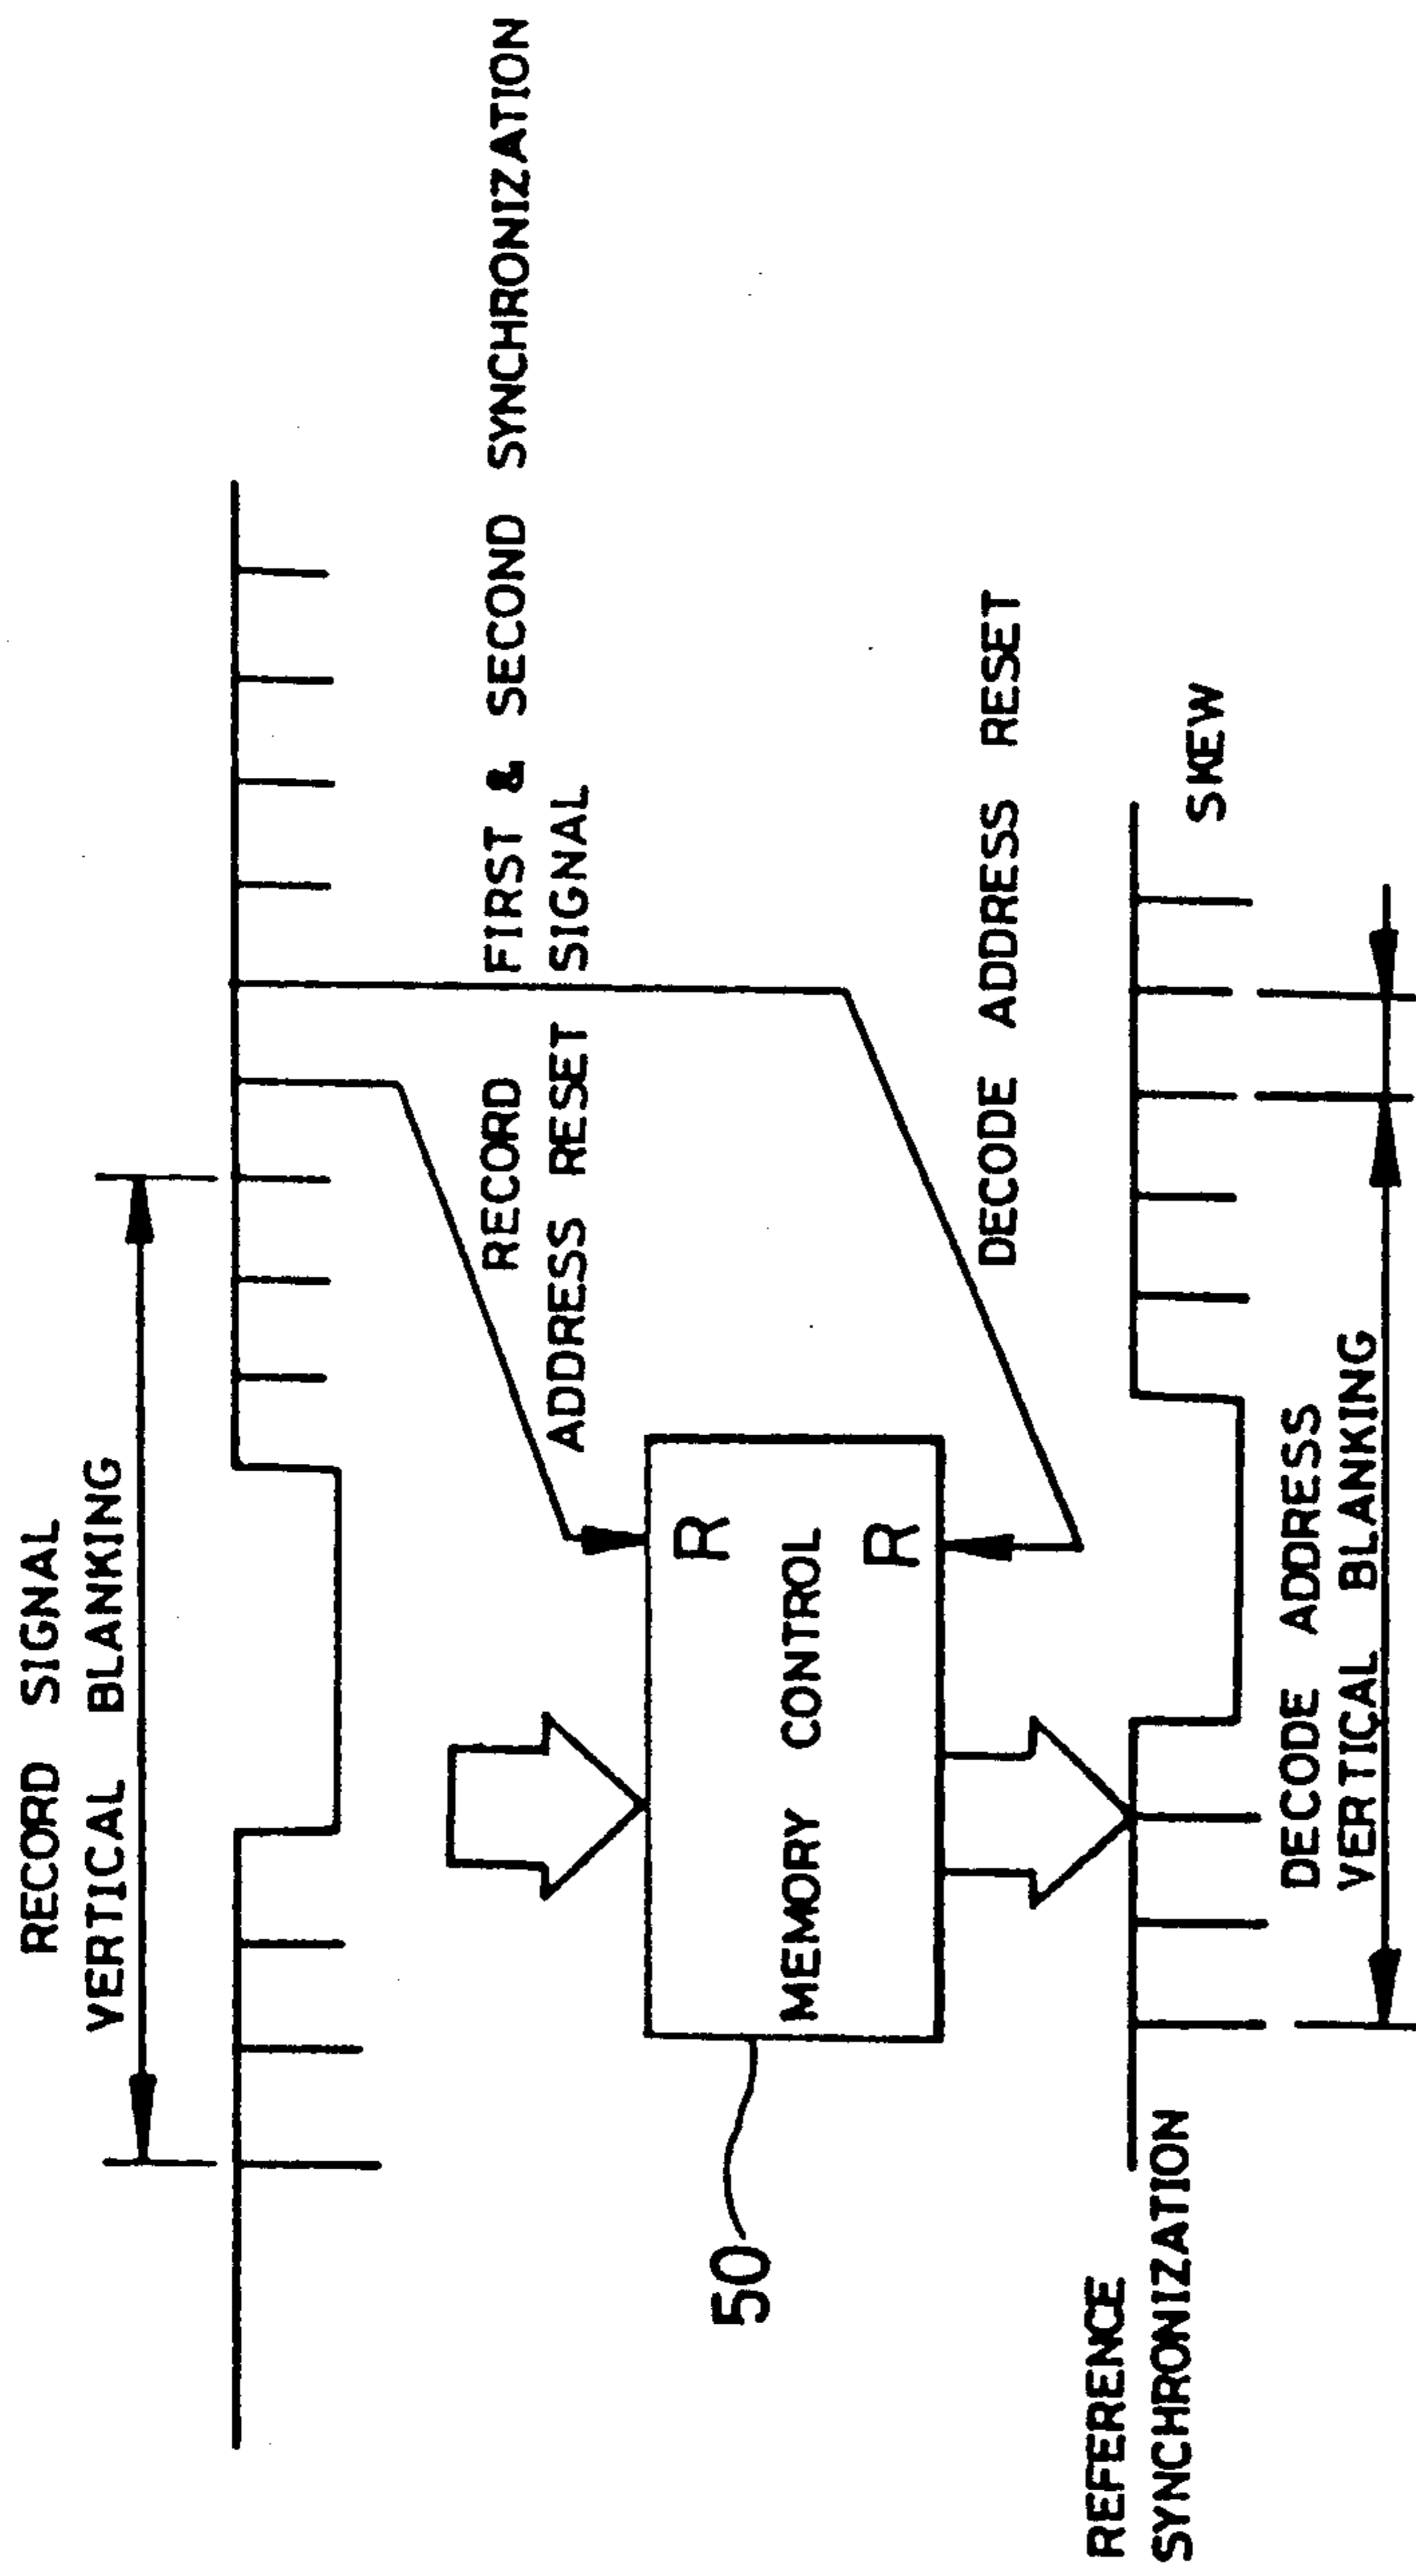 RECORD SIGNAL
VERTICAL BLANKING
FIRST & SECOND SYNCHRONIZATION
RECORD
ADDRESS RESET SIGNAL
R
MEMORY CONTROL
R
50
DECODE ADDRESS RESET
REFERENCE
SYNCHRONIZATION
SKEW
DECODE ADDRESS
VERTICAL BLANKING